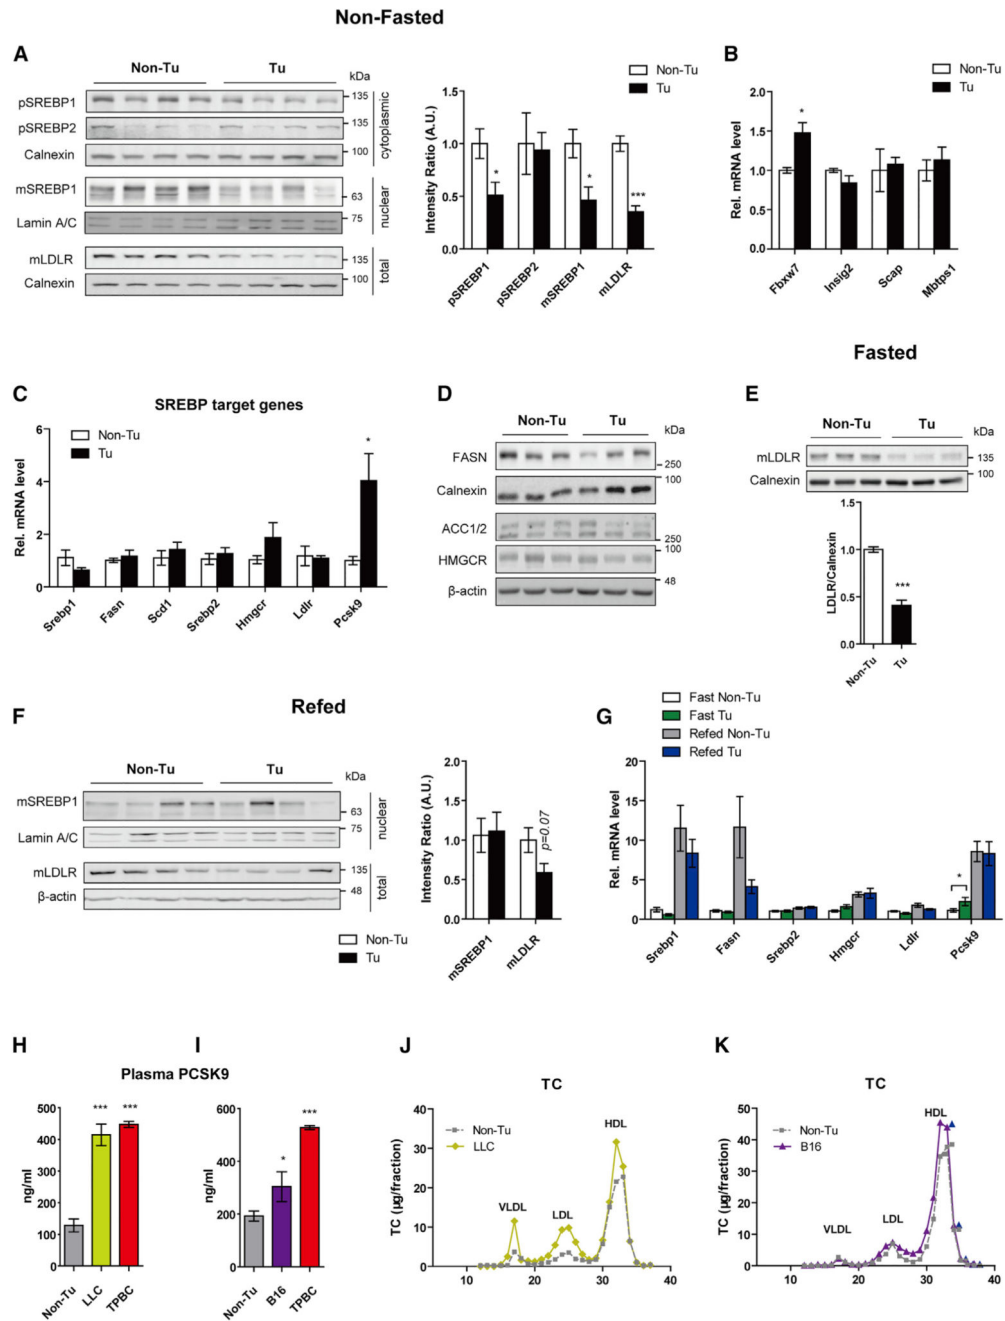 Non-Fasted
A
Non-Tu Tu kDa
pSREBP1 135
pSREBP2 135
Calnexin 100
cytoplasmic
mSREBP1 63
Lamin A/C 75
nuclear
mLDLR 135
Calnexin 100
total
Non-Tu
Tu
Intensity Ratio (A.U.)
1.5
1.0
0.5
0.0
* * ***
pSREBP1 pSREBP2 mSREBP1 mLDLR
B
Non-Tu
Tu
Rel. mRNA level
2.0
1.5
1.0
0.5
0.0
*
Fbxw7 Insig2 Scap Mbtps1
C
SREBP target genes
Non-Tu
Tu
Rel. mRNA level
6
4
2
0
*
Srebp1 Fasn Scd1 Srebp2 Hmgcr Ldlr Pcsk9
D
Non-Tu Tu kDa
FASN 250
Calnexin 100
ACC1/2 250
HMGCR 100
β-actin 48
Fasted
E
Non-Tu Tu kDa
mLDLR 135
Calnexin 100
LDLR/Calnexin
1.5
1.0
0.5
0.0
***
Non-Tu Tu
Refed
F
Non-Tu Tu kDa
mSREBP1 63
Lamin A/C 75
nuclear
mLDLR 135
β-actin 48
total
Non-Tu
Tu
Intensity Ratio (A.U.)
2.0
1.5
1.0
0.5
0.0
p=0.07
mSREBP1 mLDLR
G
Fast Non-Tu
Fast Tu
Refed Non-Tu
Refed Tu
Rel. mRNA level
20
15
10
5
0
*
Srebp1 Fasn Srebp2 Hmgcr Ldlr Pcsk9
H
I
Plasma PCSK9
ng/ml
500
400
300
200
100
0
*** ***
Non-Tu LLC TPBC
ng/ml
600
400
200
0
* ***
Non-Tu B16 TPBC
J
TC
Non-Tu
LLC
TC (µg/fraction)
40
30
20
10
0
VLDL LDL HDL
10 20 30 40
K
TC
Non-Tu
B16
TC (µg/fraction)
50
40
30
20
10
0
VLDL LDL HDL
10 20 30 40